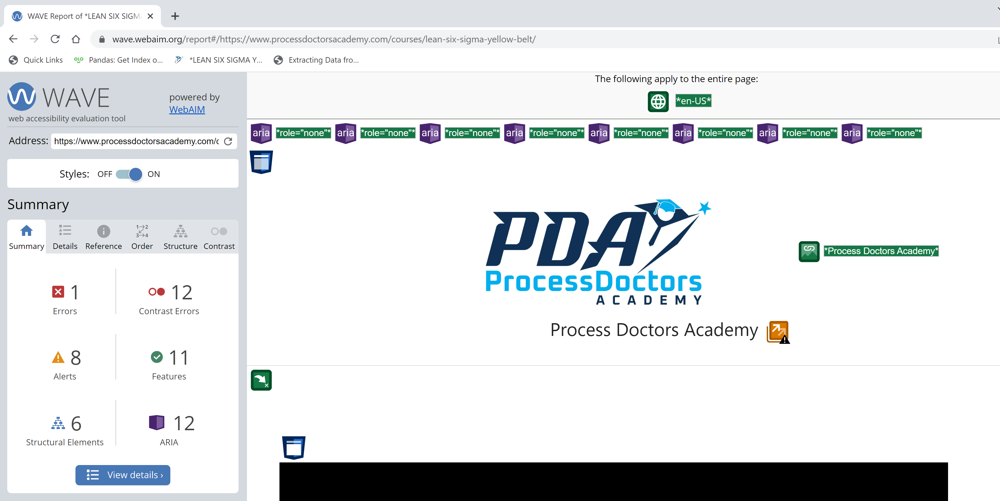 WAVE Report of *LEAN SIX SIGM
wave.webaim.org/report#/https://www.processdoctorsacademy.com/courses/lean-six-sigma-yellow-belt/
Quick Links
OLO Pandas: Get Index o...
*LEAN SIX SIGMA Y...
Extracting Data fro...
WAVE
web accessibility evaluation tool
powered by
WebAIM
Address: https://www.processdoctorsacademy.com/c
Styles: OFF ON
Summary
1→2
3→4
Summary Details Reference Order Structure Contrast
1
Errors
12
Contrast Errors
8
Alerts
11
Features
6
Structural Elements
12
ARIA
View details ›
The following apply to the entire page:
*en-US*
aria *role="none"* aria *role="none"* aria *role="none"* aria *role="none"* aria *role="none"* aria *role="none"* aria *role="none"* aria *role="none"*
PDA
ProcessDoctors
ACADEMY
*Process Doctors Academy*
Process Doctors Academy